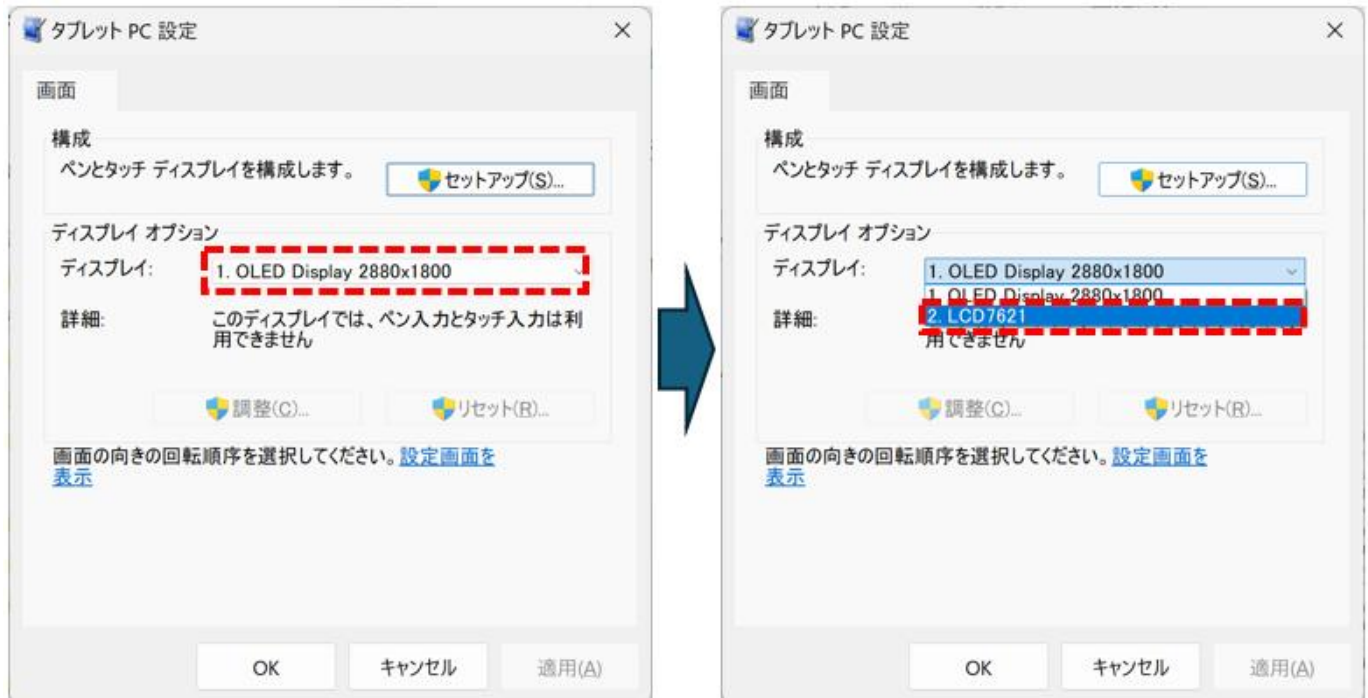 タブレット PC 設定
画面
構成
ペンとタッチ ディスプレイを構成します。
セットアップ(S)...
ディスプレイ オプション
ディスプレイ:
1. OLED Display 2880x1800
詳細:
このディスプレイでは、ペン入力とタッチ入力は利
用できません
調整(C)...
リセット(R)...
画面の向きの回転順序を選択してください。設定画面を
表示
OK
キャンセル
適用(A)
タブレット PC 設定
画面
構成
ペンとタッチ ディスプレイを構成します。
セットアップ(S)...
ディスプレイ オプション
ディスプレイ:
1. OLED Display 2880x1800
1. OLED Display 2880x1800
2. LCD7621
詳細:
用できません
調整(C)...
リセット(R)...
画面の向きの回転順序を選択してください。設定画面を
表示
OK
キャンセル
適用(A)